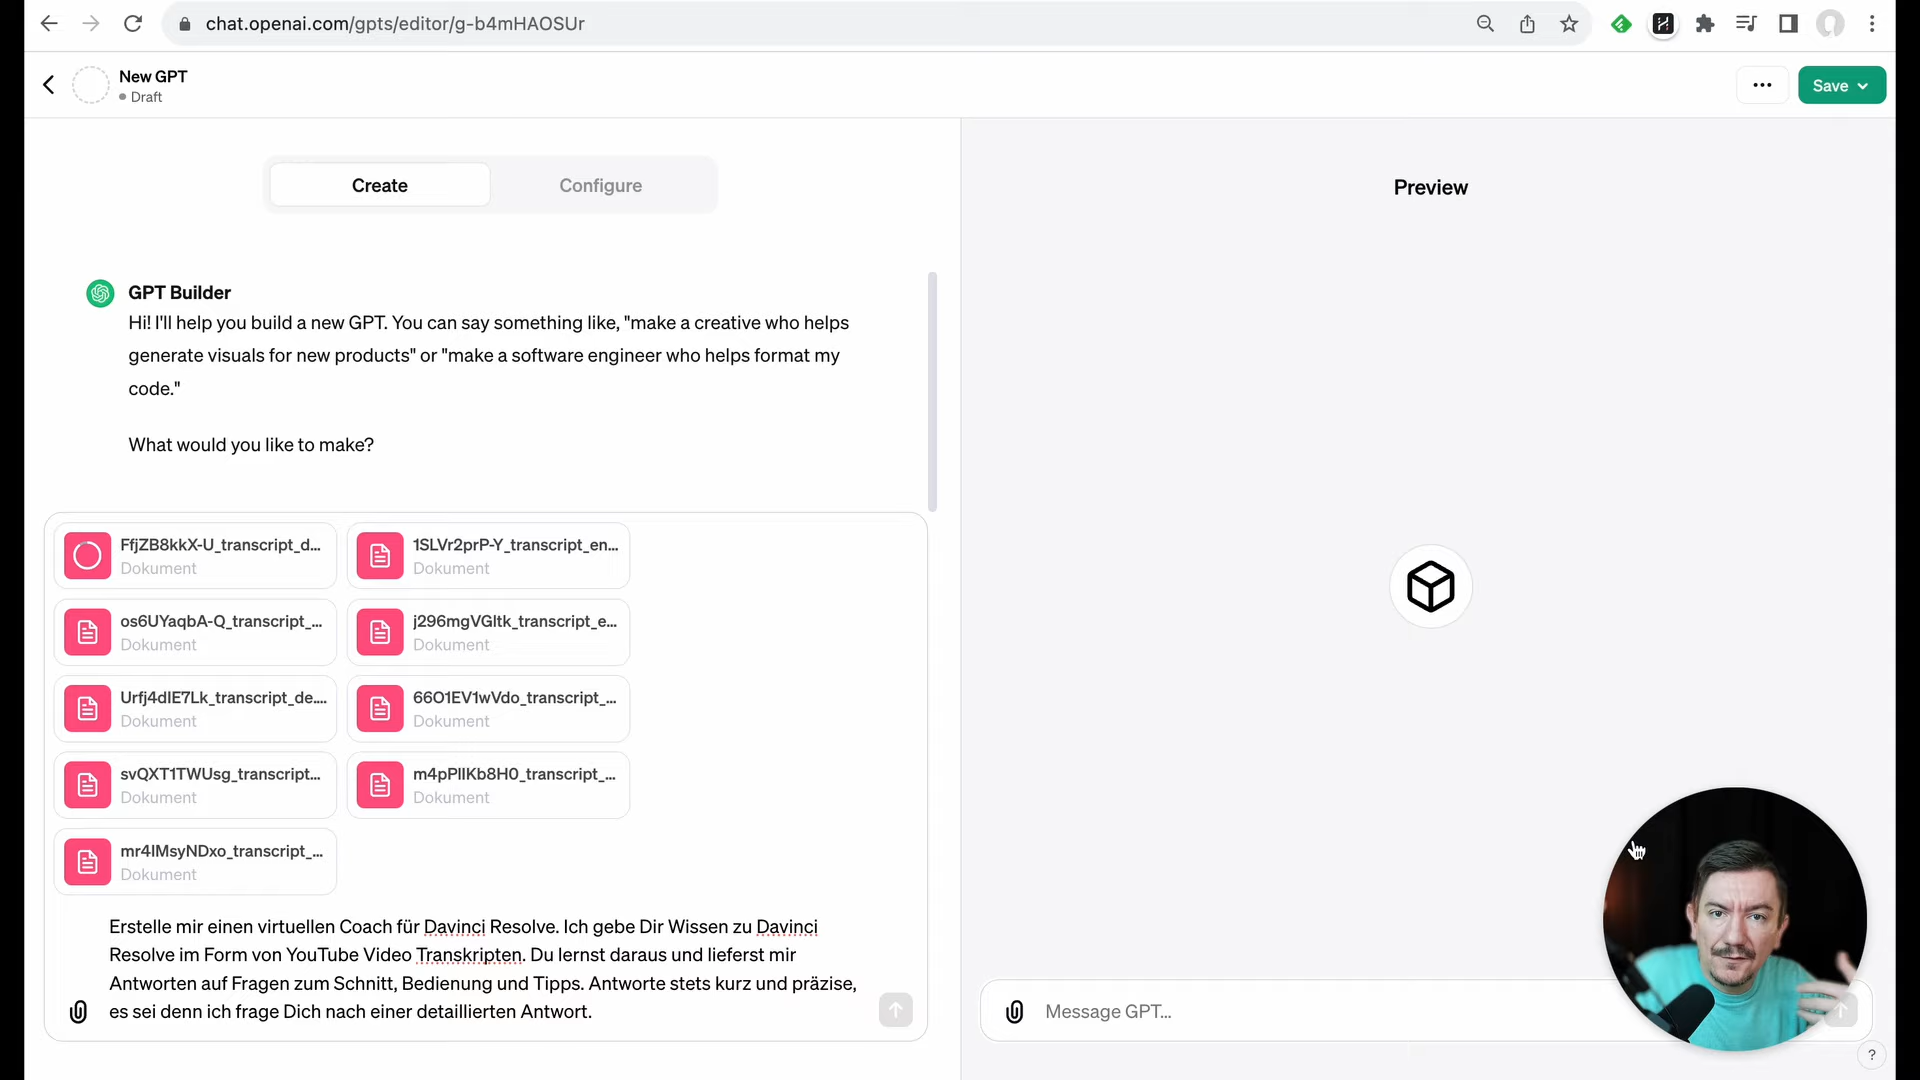 chat.openai.com/gpts/editor/g-b4mHAOSUr
New GPT
Draft
Save
Create
Configure
Preview
GPT Builder
Hi! I'll help you build a new GPT. You can say something like, "make a creative who helps
generate visuals for new products" or "make a software engineer who helps format my
code."
What would you like to make?
FfjZB8kkX-U_transcript_d...
Dokument
1SLVr2prP-Y_transcript_en...
Dokument
os6UYaqbA-Q_transcript_...
Dokument
j296mgVGltk_transcript_e...
Dokument
Urfj4dIE7Lk_transcript_de....
Dokument
66O1EV1wVdo_transcript_...
Dokument
svQXT1TWUsg_transcript...
Dokument
m4pPlIKb8H0_transcript_...
Dokument
mr4IMsyNDxo_transcript_...
Dokument
Erstelle mir einen virtuellen Coach für Davinci Resolve. Ich gebe Dir Wissen zu Davinci
Resolve im Form von YouTube Video Transkripten. Du lernst daraus und lieferst mir
Antworten auf Fragen zum Schnitt, Bedienung und Tipps. Antworte stets kurz und präzise,
es sei denn ich frage Dich nach einer detaillierten Antwort.
Message GPT...
?